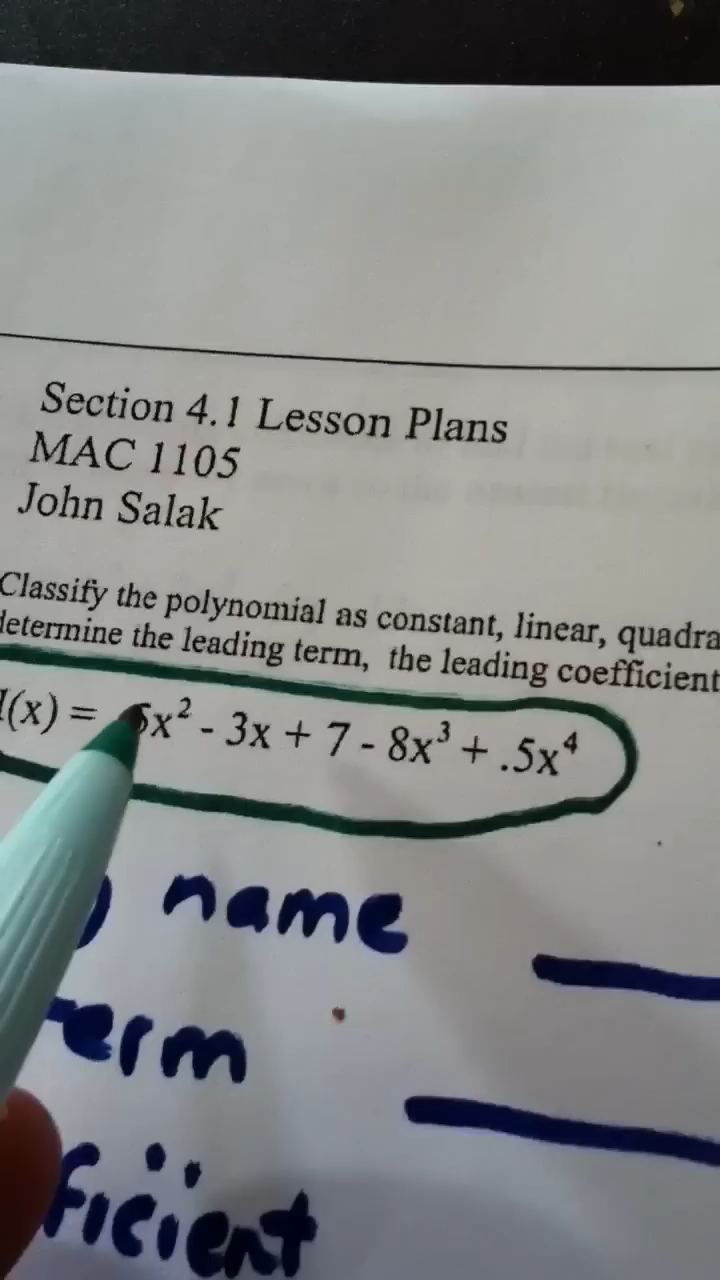 Section 4.1 Lesson Plans
MAC 1105
John Salak
Classify the polynomial as constant, linear, quadra
determine the leading term, the leading coefficient
(x) = 5x² - 3x + 7 - 8x³ + .5x⁴
) name
erm
ficient